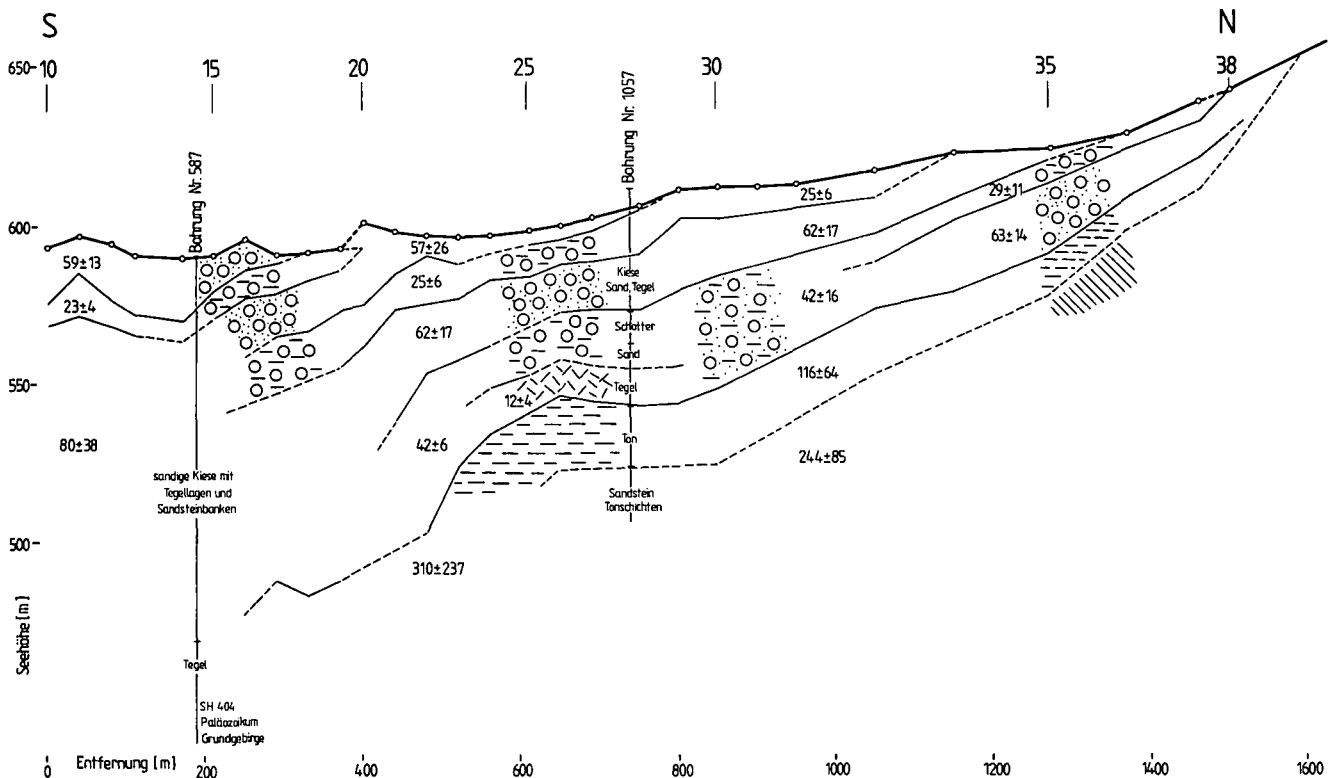 S
N
10
15
20
25
30
35
38
650
600
550
500
Seehöhe [m]
Bohrung Nr. 587
Bohrung Nr. 1057
59±13
23±4
80±38
57±26
25±6
62±17
42±6
12±4
310±237
25±6
62±17
42±16
116±64
244±85
29±11
63±14
Kiese
Sand, Tegel
Schotter
Sand
Tegel
Ton
Sandstein
Tonschichten
sandige Kiese mit
Tegellagen und
Sandsteinbanken
Tegel
SH 404
Paläozoikum
Grundgebirge
0
Entfernung [m]
200
400
600
800
1000
1200
1400
1600